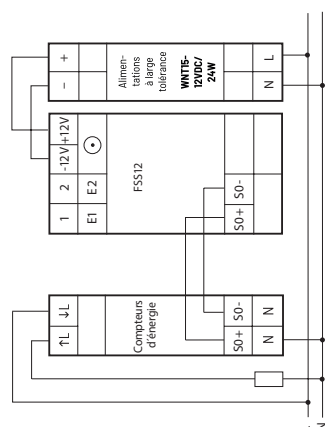 +
−
Alimen-
tations
à large
tolérance
WNT15-
12VDC/
24W
L
N
-12V +12V
1 2
E1 E2
FSS12
S0+ S0-
↑L ↓L
Compteurs
d'énergie
S0+ S0-
N N
N